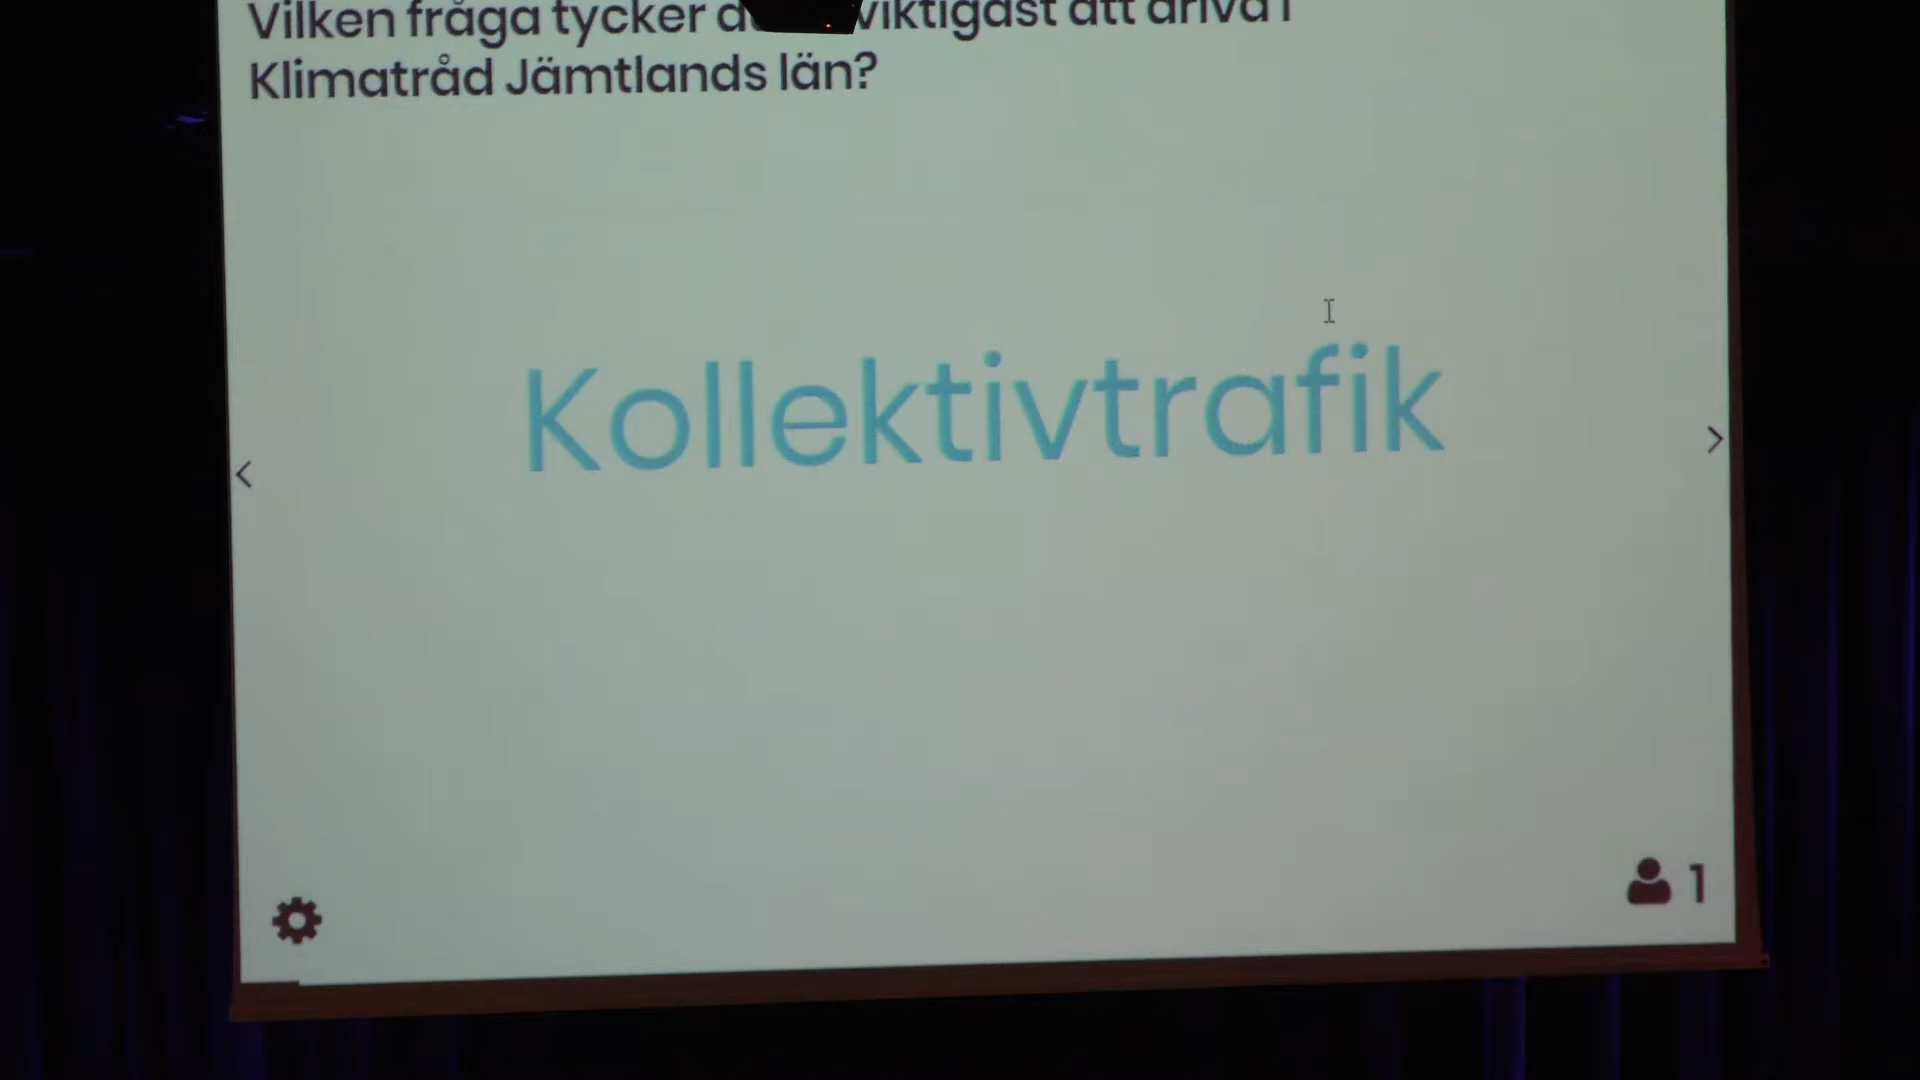 Vilken fråga tycker viktigast att driva i
Klimatråd Jämtlands län?
Kollektivtrafik
1